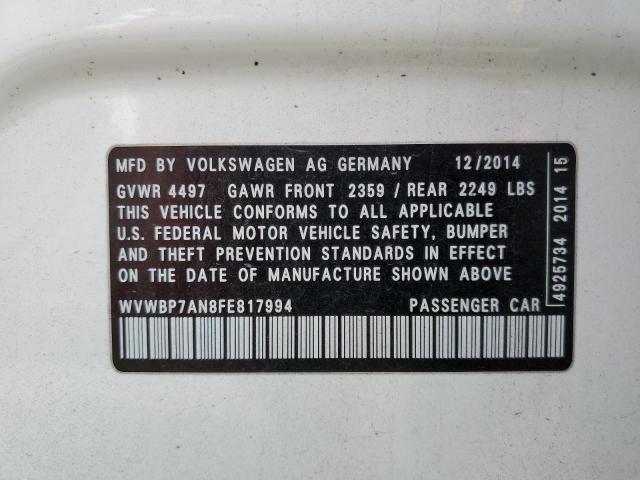 MFD BY VOLKSWAGEN AG GERMANY 12/2014
GVWR 4497 GAWR FRONT 2359 / REAR 2249 LBS
THIS VEHICLE CONFORMS TO ALL APPLICABLE
U.S. FEDERAL MOTOR VEHICLE SAFETY, BUMPER
AND THEFT PREVENTION STANDARDS IN EFFECT
ON THE DATE OF MANUFACTURE SHOWN ABOVE
WVWBP7AN8FE817994 PASSENGER CAR
4925734 2014 15